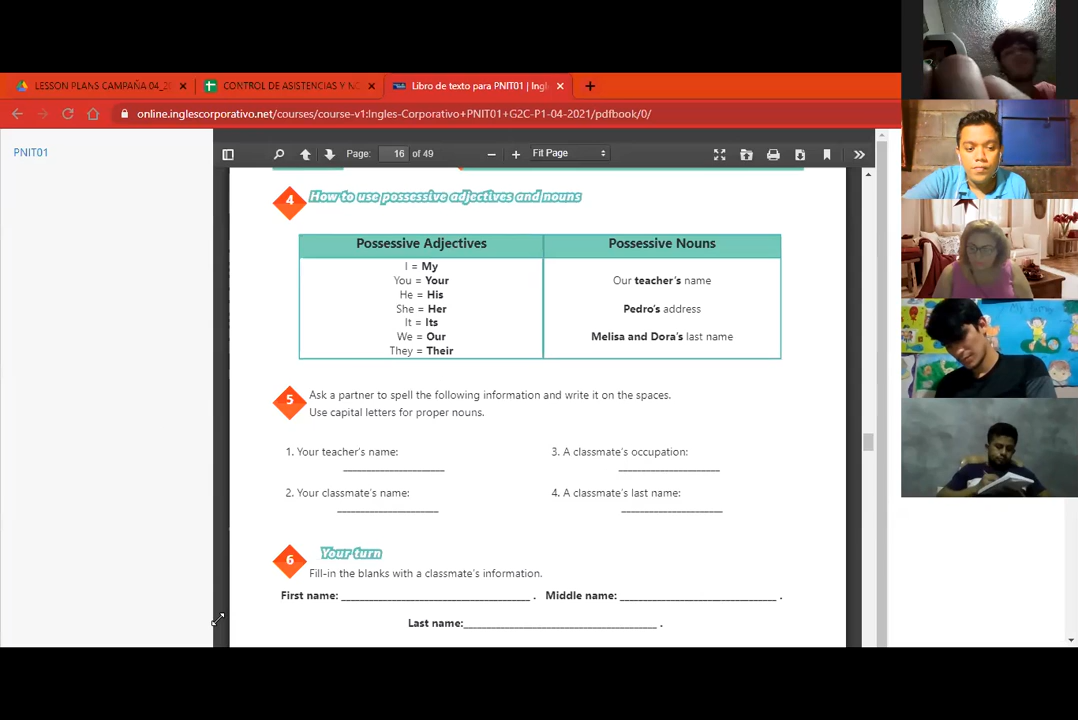 LESSON PLANS CAMPAÑA 04_2
CONTROL DE ASISTENCIAS Y NO
Libro de texto para PNIT01 | Ingl
online.inglescorporativo.net/courses/course-v1:Ingles-Corporativo+PNIT01+G2C-P1-04-2021/pdfbook/0/
PNIT01
Page: 16 of 49
Fit Page
4 How to use possessive adjectives and nouns
Possessive Adjectives
I = My
You = Your
He = His
She = Her
It = Its
We = Our
They = Their
Possessive Nouns
Our teacher's name
Pedro's address
Melisa and Dora's last name
5 Ask a partner to spell the following information and write it on the spaces.
Use capital letters for proper nouns.
1. Your teacher's name:
2. Your classmate's name:
3. A classmate's occupation:
4. A classmate's last name:
6 Your turn
Fill-in the blanks with a classmate's information.
First name: ______________________________ . Middle name: _________________________ .
Last name:_______________________________ .